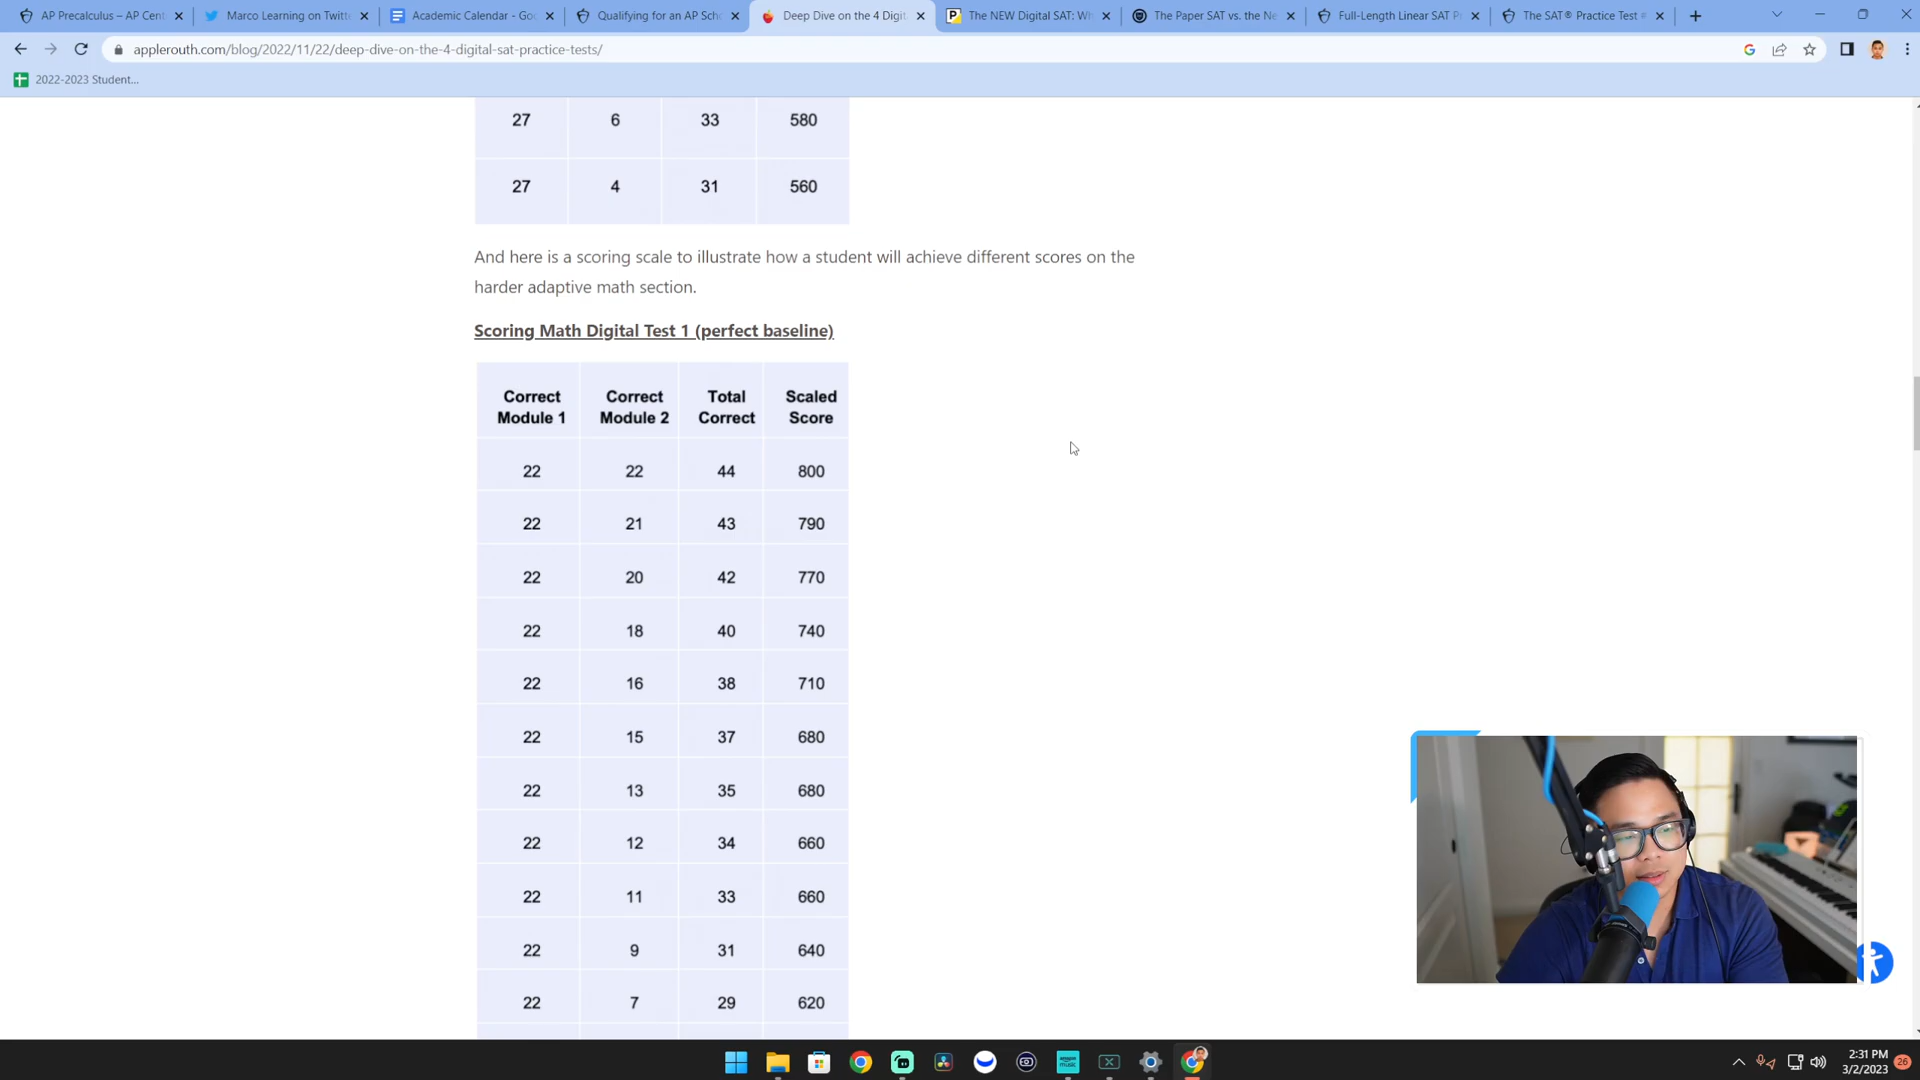 AP Precalculus – AP Cent
Marco Learning on Twitt
Academic Calendar - Go
Qualifying for an AP Scho
Deep Dive on the 4 Digit
The NEW Digital SAT: Wh
The Paper SAT vs. the Ne
Full-Length Linear SAT P
The SAT® Practice Test #
applerouth.com/blog/2022/11/22/deep-dive-on-the-4-digital-sat-practice-tests/
2022-2023 Student...
27 6 33 580
27 4 31 560
And here is a scoring scale to illustrate how a student will achieve different scores on the
harder adaptive math section.
Scoring Math Digital Test 1 (perfect baseline)
Correct Module 1 Correct Module 2 Total Correct Scaled Score
22 22 44 800
22 21 43 790
22 20 42 770
22 18 40 740
22 16 38 710
22 15 37 680
22 13 35 680
22 12 34 660
22 11 33 660
22 9 31 640
22 7 29 620
2:31 PM
3/2/2023
26